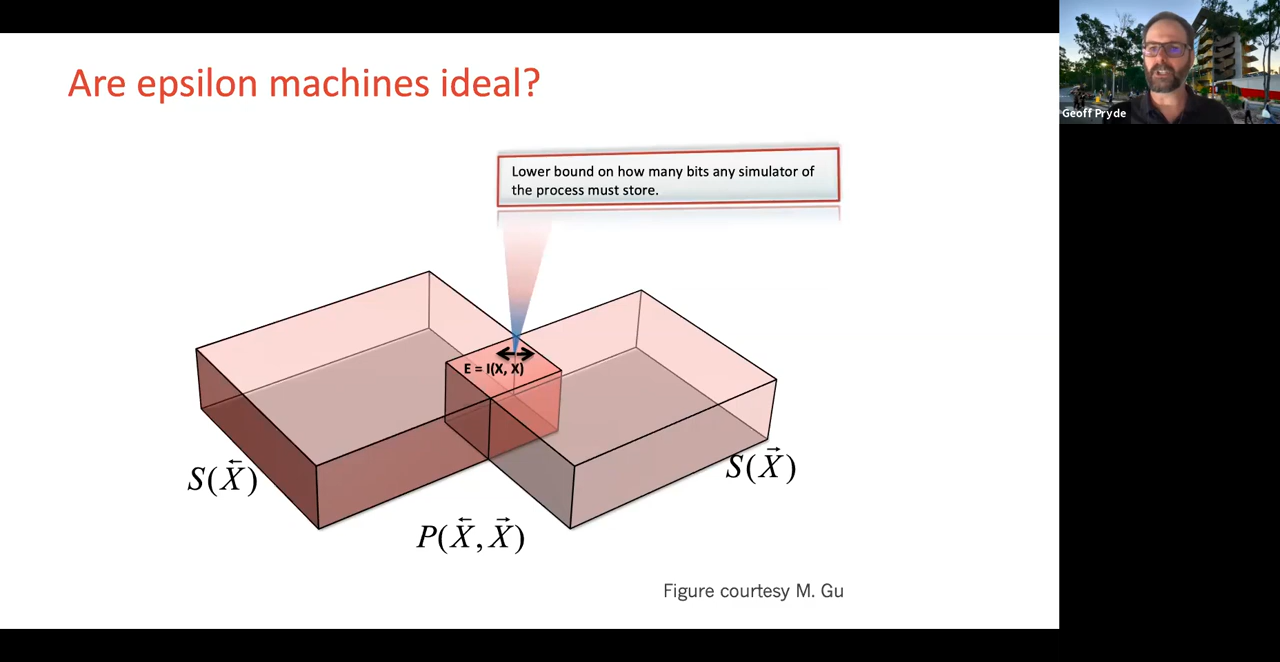 Are epsilon machines ideal?
Geoff Pryde
Lower bound on how many bits any simulator of
the process must store.
E = I(X, X)
S(X⃖)
S(X⃗)
P(X⃖, X⃗)
Figure courtesy M. Gu